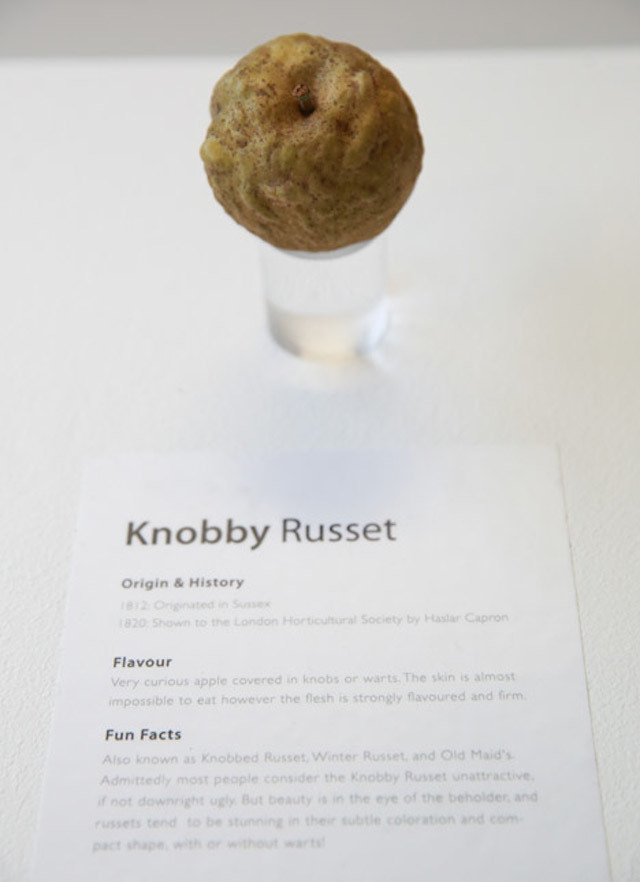 Knobby Russet
Origin & History
1812: Originated in Sussex
1820: Shown to the London Horticultural Society by Haslar Capron
Flavour
Very curious apple covered in knobs or warts. The skin is almost
impossible to eat however the flesh is strongly flavoured and firm.
Fun Facts
Also known as Knobbed Russet, Winter Russet, and Old Maid's.
Admittedly most people consider the Knobby Russet unattractive,
if not downright ugly. But beauty is in the eye of the beholder, and
russets tend to be stunning in their subtle coloration and com-
pact shape, with or without warts!